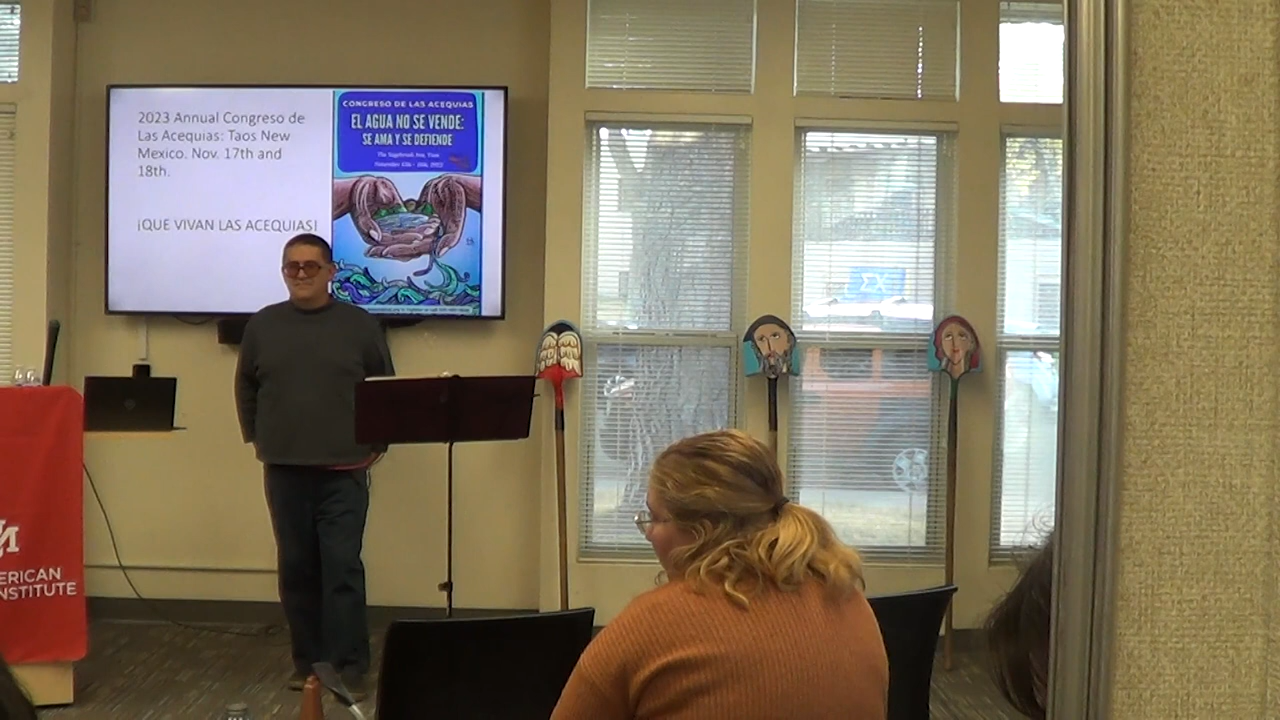 2023 Annual Congreso de
Las Acequias: Taos New
Mexico. Nov. 17th and
18th.
¡QUE VIVAN LAS ACEQUIAS!
CONGRESO DE LAS ACEQUIAS
EL AGUA NO SE VENDE:
SE AMA Y SE DEFIENDE
ΣΧ
ERICAN
NSTITUTE